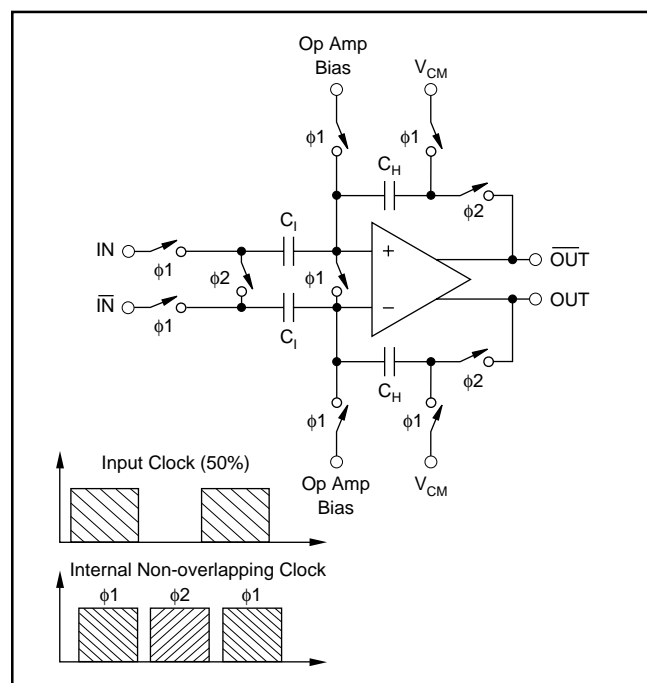 Op Amp
Bias
V_CM
ϕ1
ϕ1
C_H
ϕ2
IN
ϕ1
C_I
ϕ2
ϕ1
+
OUT̅
I̅N̅
ϕ1
C_I
−
OUT
C_H
ϕ2
ϕ1
ϕ1
Op Amp
Bias
V_CM
Input Clock (50%)
Internal Non-overlapping Clock
ϕ1 ϕ2 ϕ1